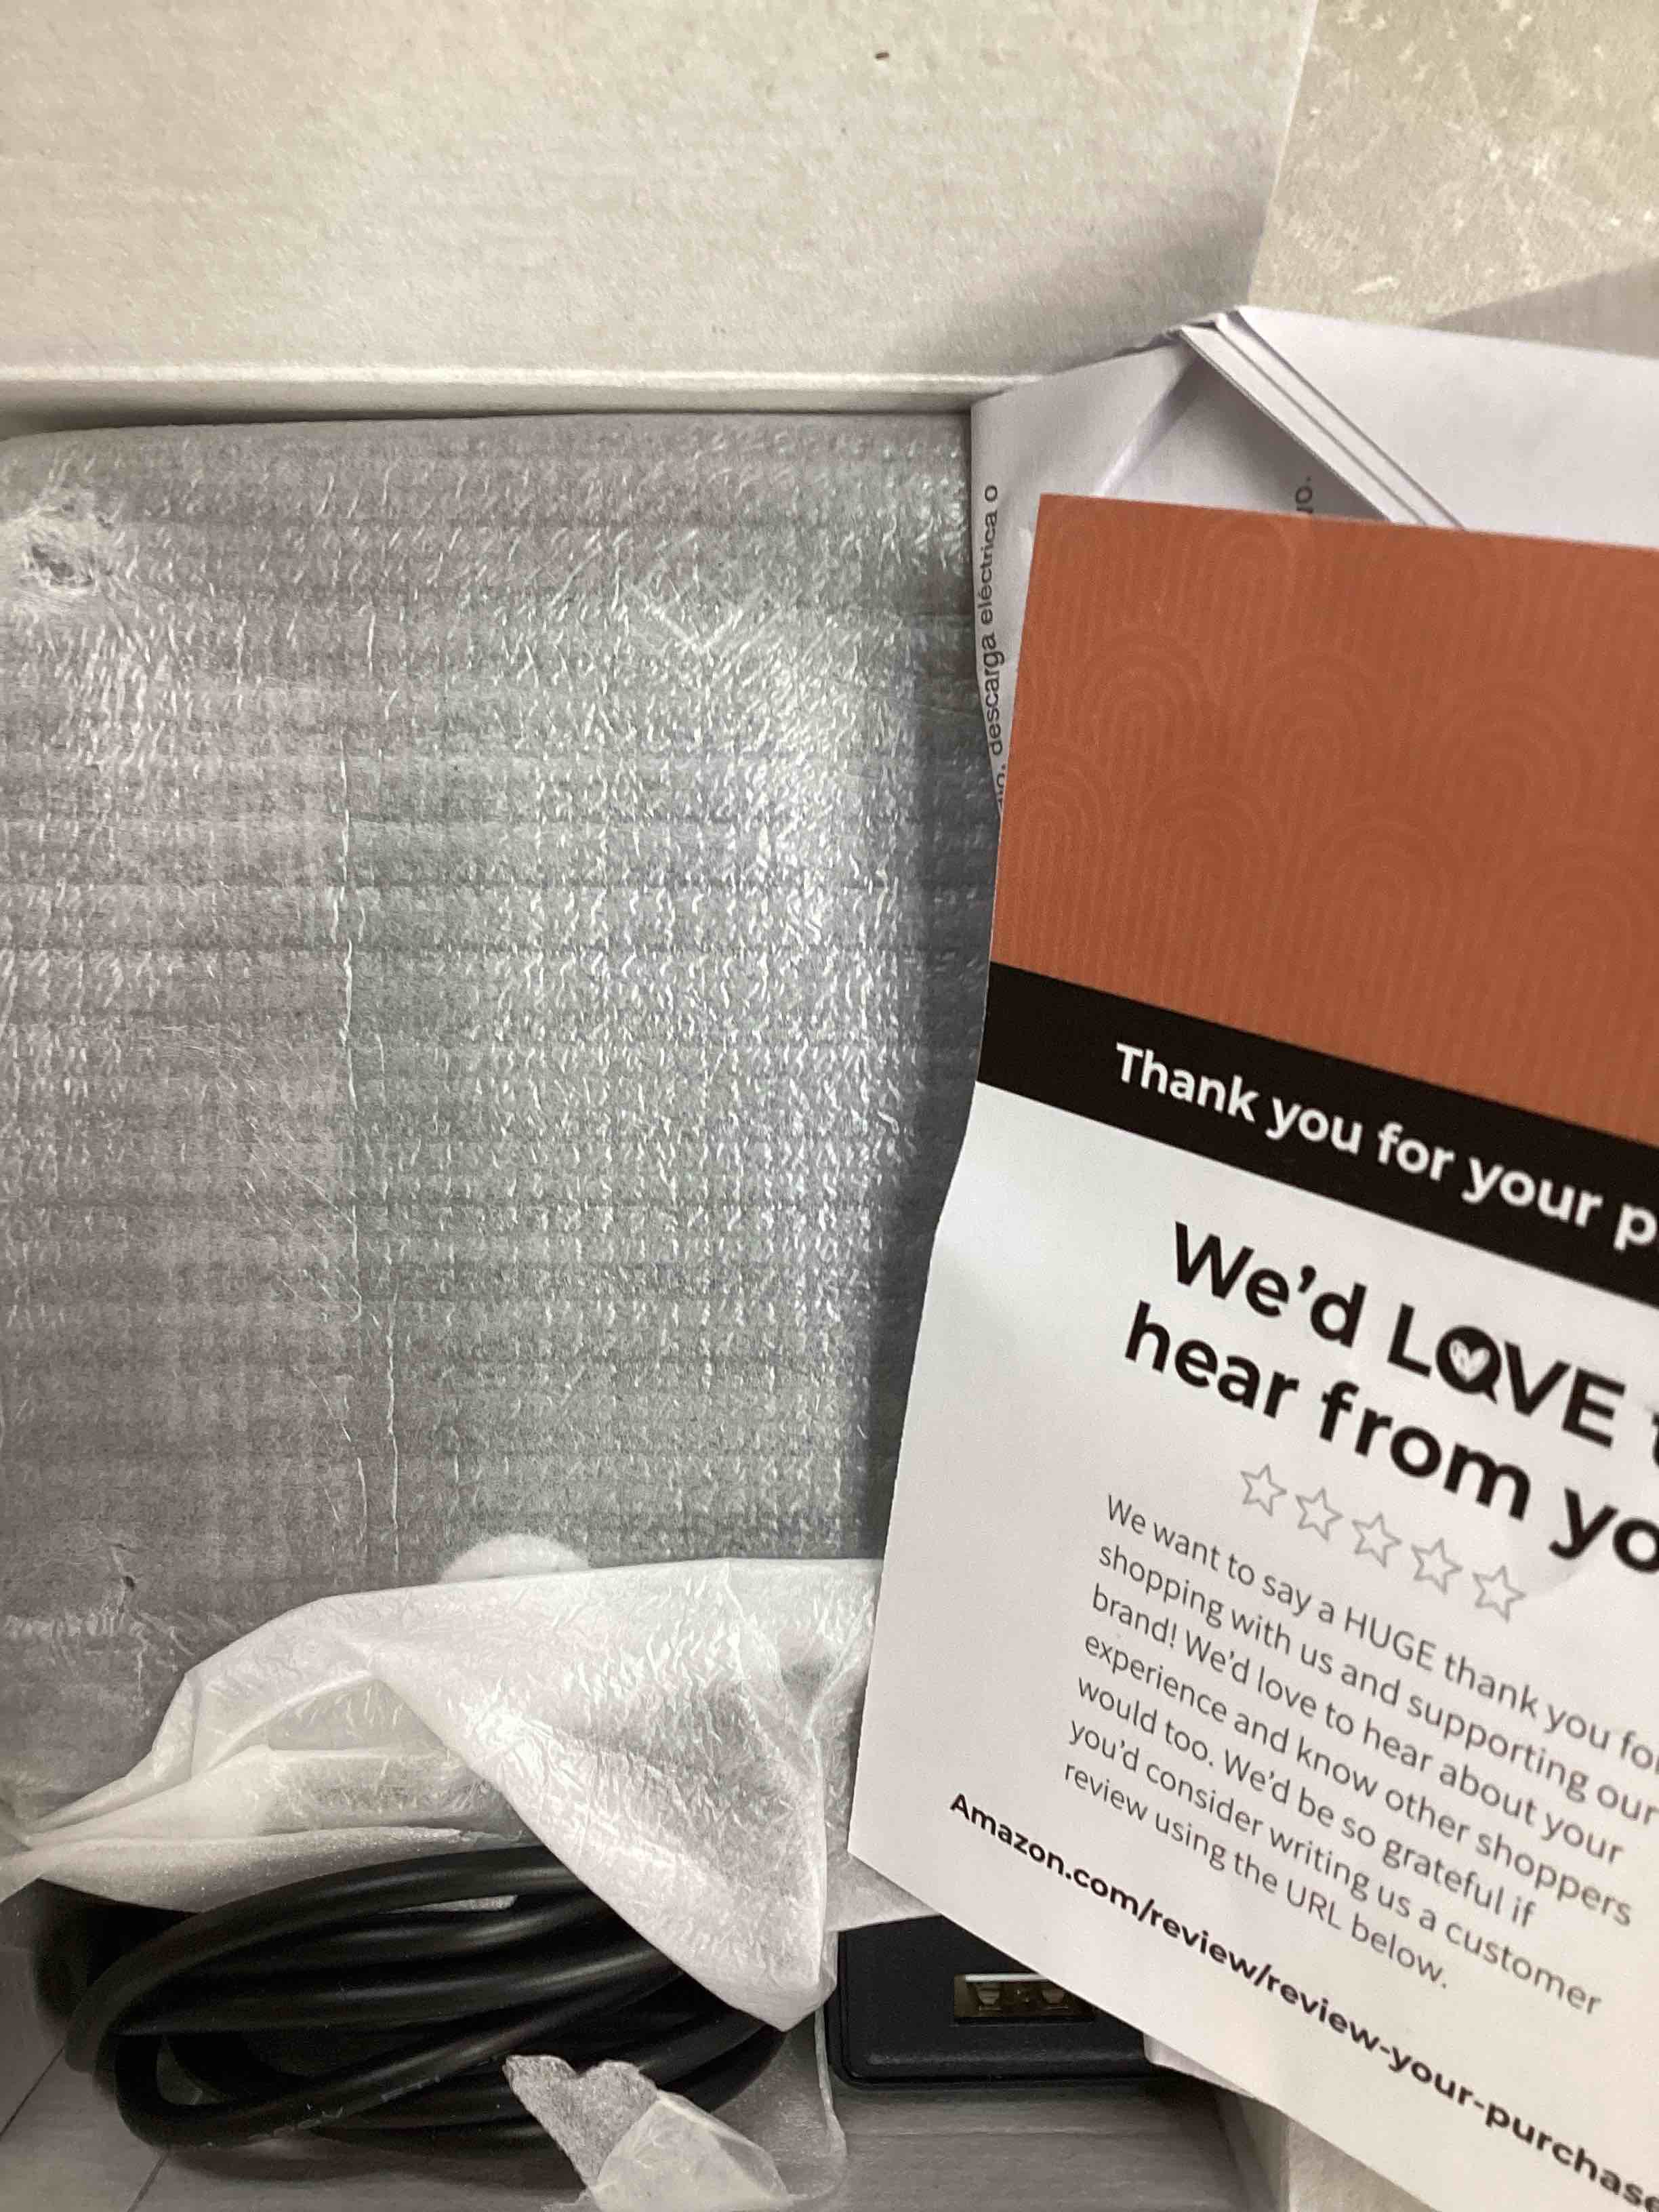 descarga eléctrica o
Thank you for your
We'd LOVE
hear from
We want to say a HUGE thank you for
shopping with us and supporting our
brand! We'd love to hear about your
experience and know other shoppers
would too. We'd be so grateful if
you'd consider writing us a customer
review using the URL below.
Amazon.com/review/review-your-purchase